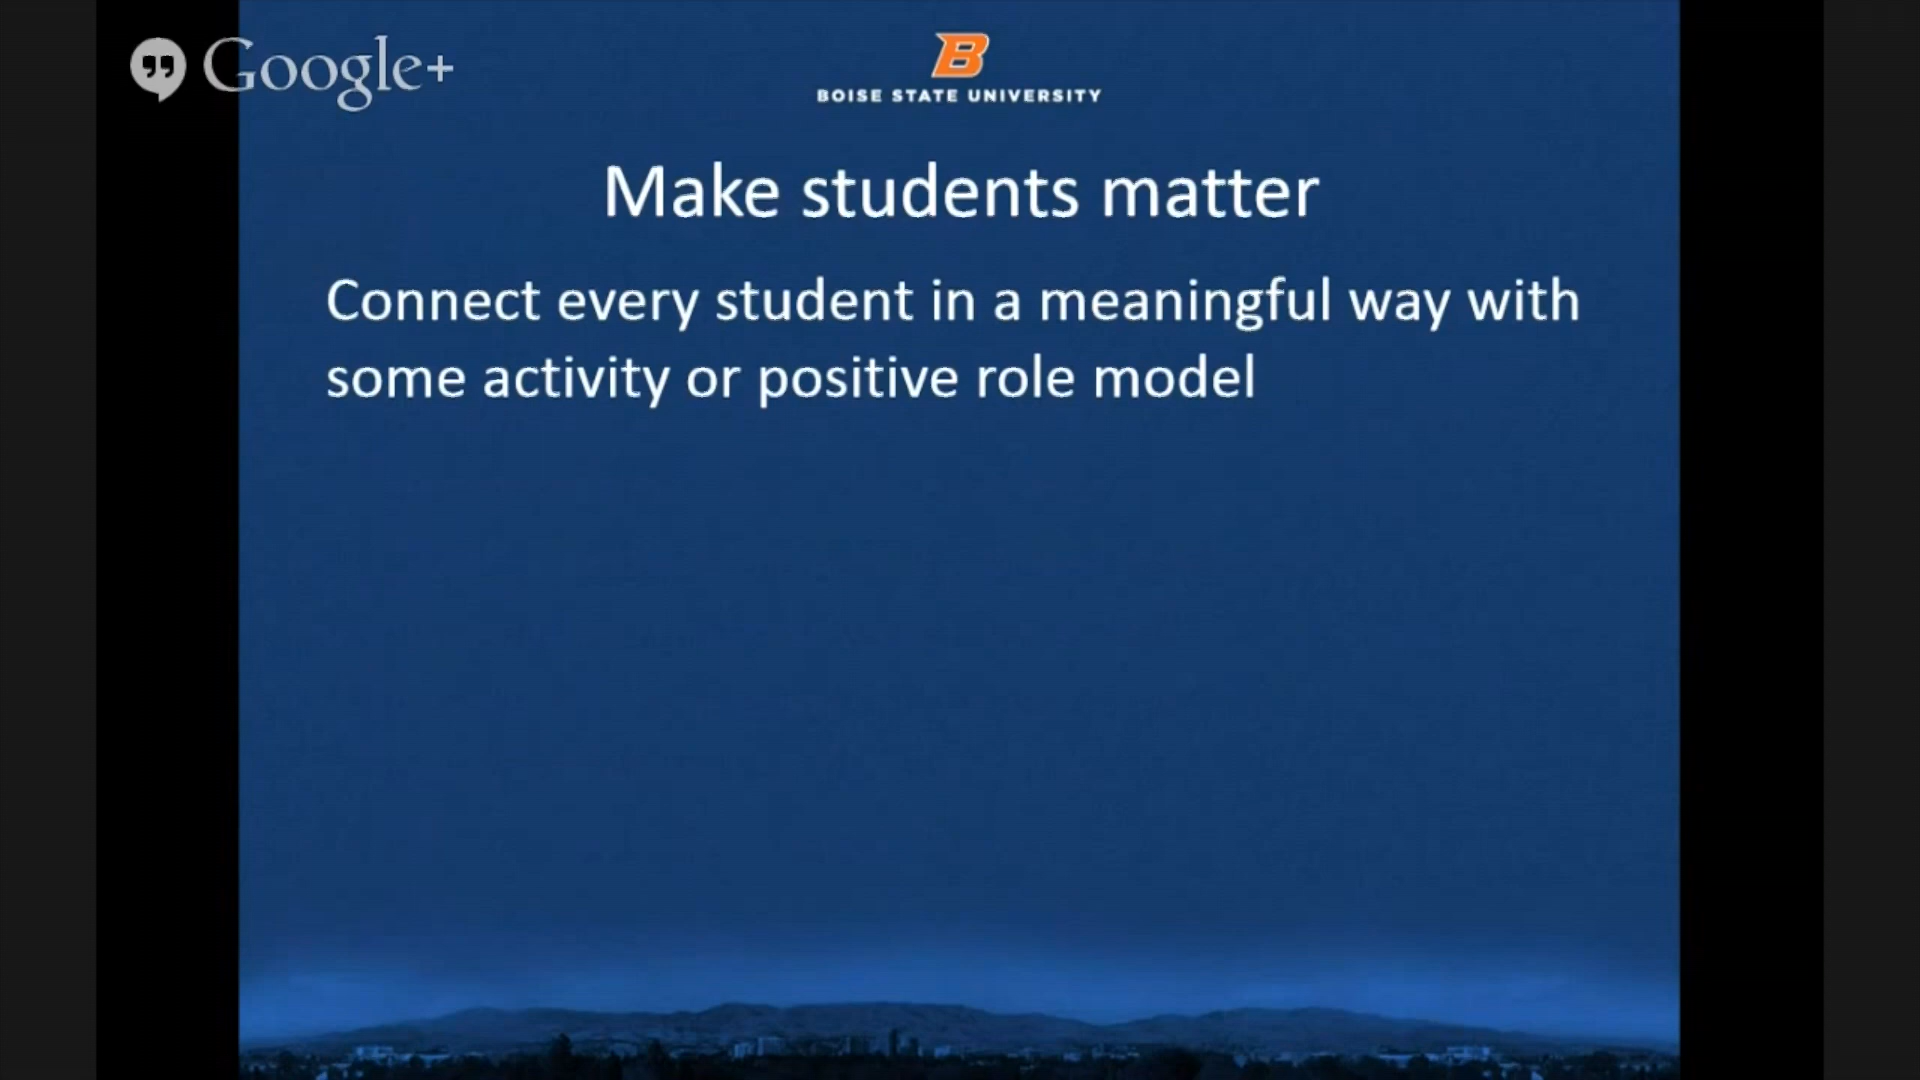 Google+
B
BOISE STATE UNIVERSITY
Make students matter
Connect every student in a meaningful way with
some activity or positive role model